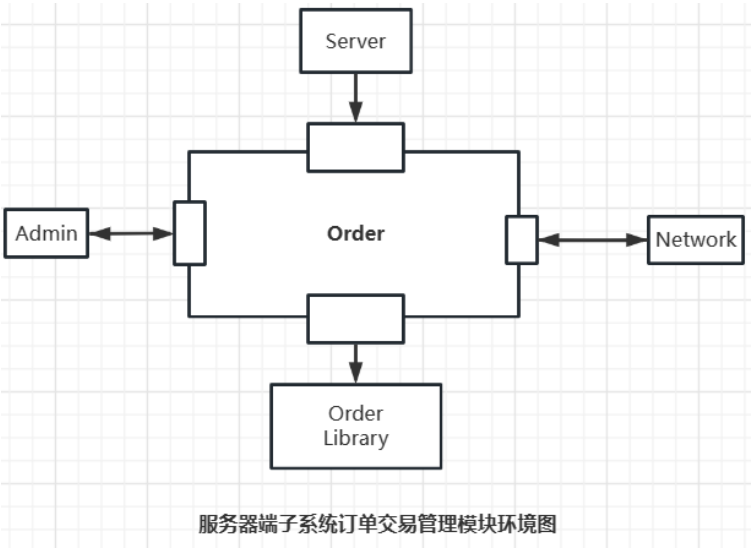 Server
Admin
Order
Network
Order
Library
服务器端子系统订单交易管理模块环境图